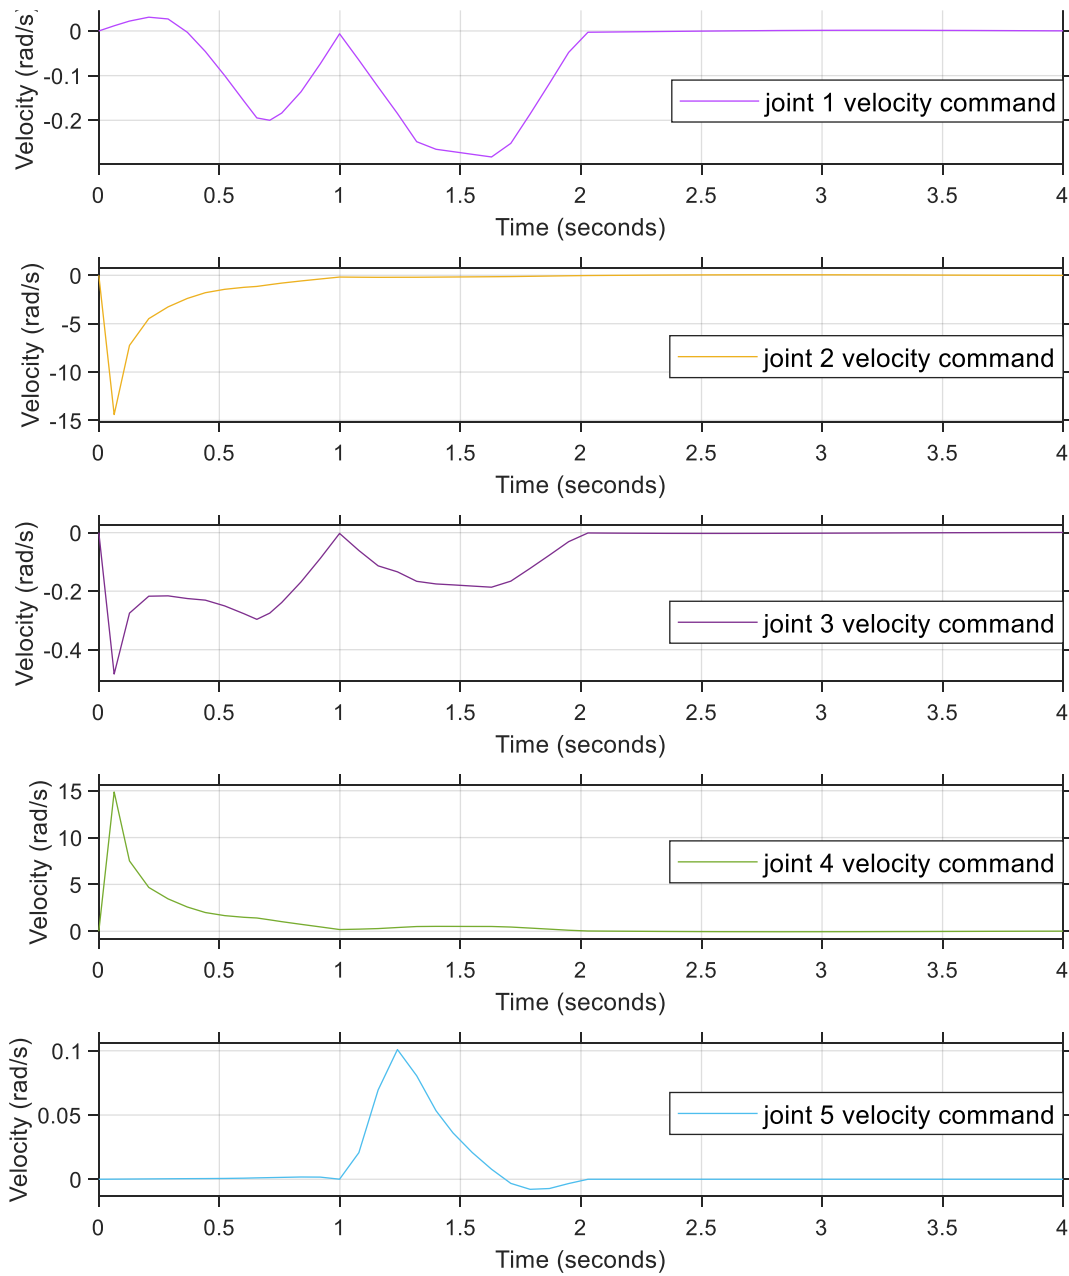 Velocity (rad/s)
0
-0.1
-0.2
joint 1 velocity command
0 0.5 1 1.5 2 2.5 3 3.5 4
Time (seconds)
Velocity (rad/s)
0
-5
-10
-15
joint 2 velocity command
0 0.5 1 1.5 2 2.5 3 3.5 4
Time (seconds)
Velocity (rad/s)
0
-0.2
-0.4
joint 3 velocity command
0 0.5 1 1.5 2 2.5 3 3.5 4
Time (seconds)
Velocity (rad/s)
15
10
5
0
joint 4 velocity command
0 0.5 1 1.5 2 2.5 3 3.5 4
Time (seconds)
Velocity (rad/s)
0.1
0.05
0
joint 5 velocity command
0 0.5 1 1.5 2 2.5 3 3.5 4
Time (seconds)